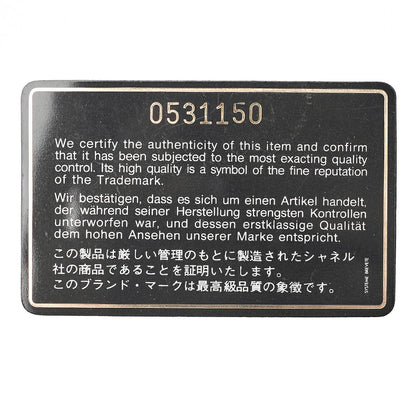 0531150
We certify the authenticity of this item and confirm
that it has been subjected to the most exacting quality
control. Its high quality is a symbol of the fine reputation
of the Trademark.
Wir bestätigen, dass es sich um einen Artikel handelt,
der während seiner Herstellung strengsten Kontrollen
unterworfen war, und dessen erstklassige Qualität
dem hohen Ansehen unserer Marke entspricht.
この製品は厳しい管理のもとに製造されたシャネル
社の商品であることを証明いたします。
このブランド・マークは最高級品質の象徴です。